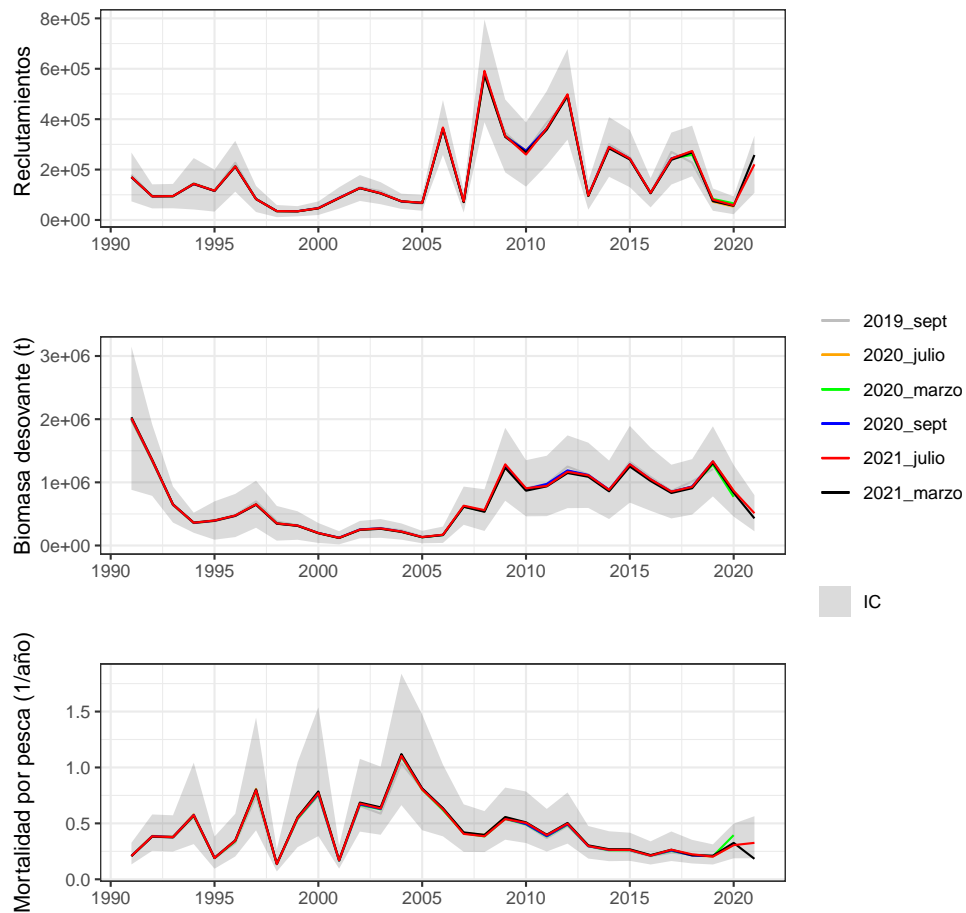 Reclutamientos
8e+05
6e+05
4e+05
2e+05
0e+00
1990 1995 2000 2005 2010 2015 2020
Biomasa desovante (t)
3e+06
2e+06
1e+06
0e+00
1990 1995 2000 2005 2010 2015 2020
Mortalidad por pesca (1/año)
1.5
1.0
0.5
0.0
1990 1995 2000 2005 2010 2015 2020
2019_sept
2020_julio
2020_marzo
2020_sept
2021_julio
2021_marzo
IC